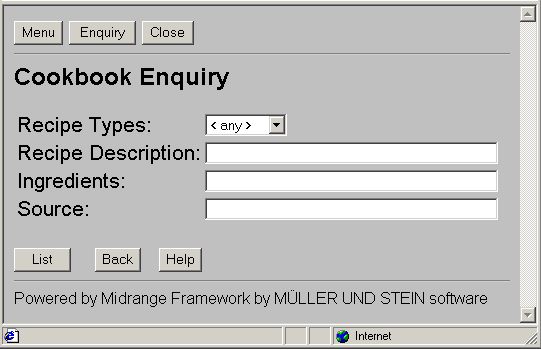 Menu Enquiry Close
Cookbook Enquiry
Recipe Types: < any >
Recipe Description:
Ingredients:
Source:
List Back Help
Powered by Midrange Framework by MÜLLER UND STEIN software
Internet